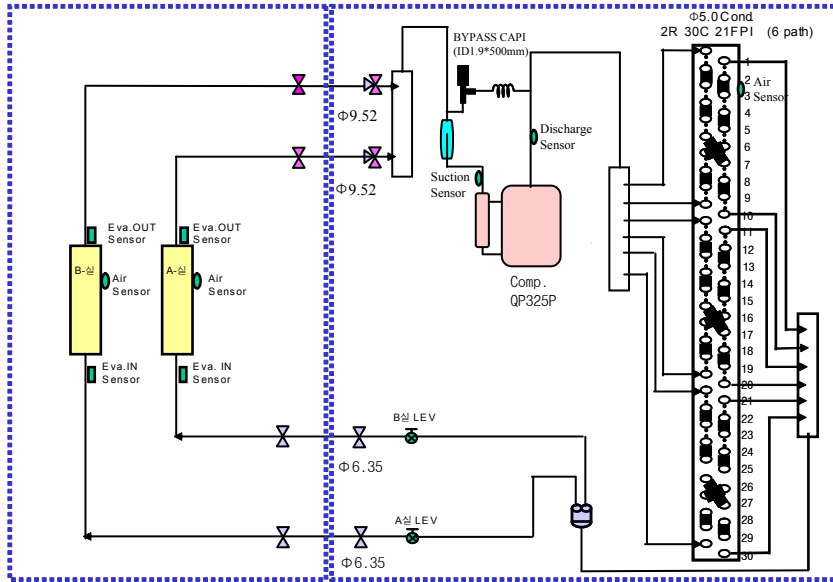 Φ5.0Cond.
2R 30C 21FPI (6 path)
BYPASS CAPI
(ID1.9*500mm)
Air
Sensor
Φ9.52
Φ9.52
Discharge
Sensor
Suction
Sensor
Comp.
QP325P
Eva.OUT
Sensor
Eva.OUT
Sensor
B-실
Air
Sensor
A-실
Air
Sensor
Eva.IN
Sensor
Eva. IN
Sensor
B실 LEV
Φ6.35
A실 LEV
Φ6.35
1
2
3
4
5
6
7
8
9
10
11
12
13
14
15
16
17
18
19
20
21
22
23
24
25
26
27
28
29
30